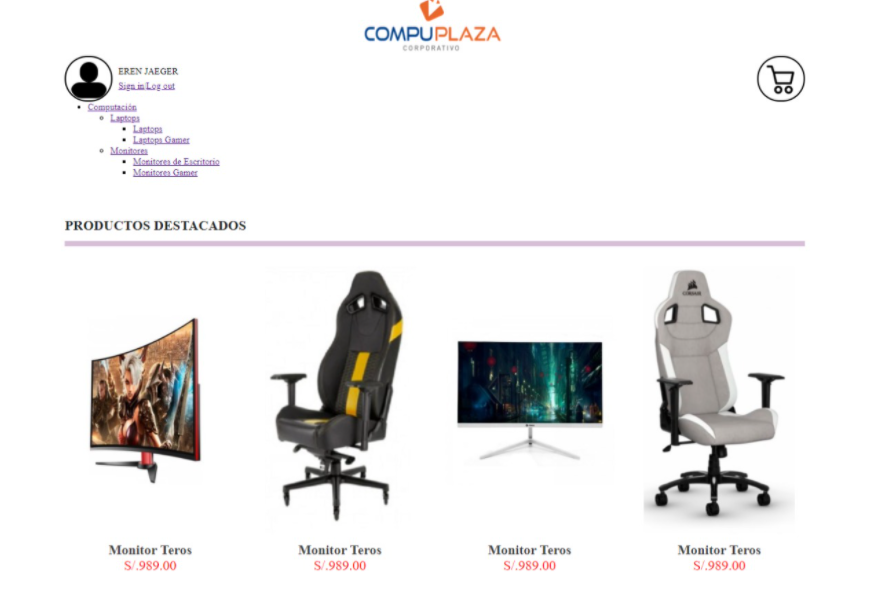 COMPUPLAZA
CORPORATIVO
EREN JAEGER
Sign in/Log out
Computación
Laptops
Laptops
Laptops Gamer
Monitores
Monitores de Escritorio
Monitores Gamer
PRODUCTOS DESTACADOS
CORSAIR
Monitor Teros
S/.989.00
Monitor Teros
S/.989.00
Monitor Teros
S/.989.00
Monitor Teros
S/.989.00